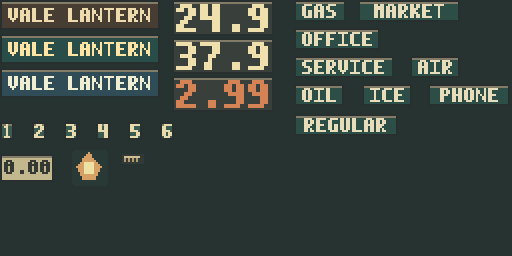 VALE LANTERN
VALE LANTERN
VALE LANTERN
24.9
37.9
2.99
GAS MARKET
OFFICE
SERVICE AIR
OIL ICE PHONE
REGULAR
1 2 3 4 5 6
0.00